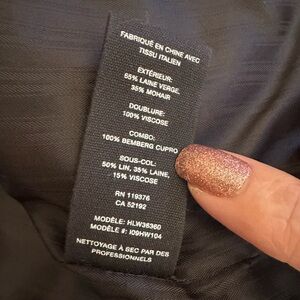 FABRIQUÉ EN CHINE AVEC
TISSU ITALIEN
EXTÉRIEUR:
65% LAINE VERGE,
35% MOHAIR
DOUBLURE:
100% VISCOSE
COMBO:
100% BEMBERG CUPRO
SOUS-COL:
50% LIN, 35% LAINE,
15% VISCOSE
RN 119376
CA 52192
MODÈLE: HLW36360
MODÈLE #: I09HW104
NETTOYAGE À SEC PAR DES
PROFESSIONNELS